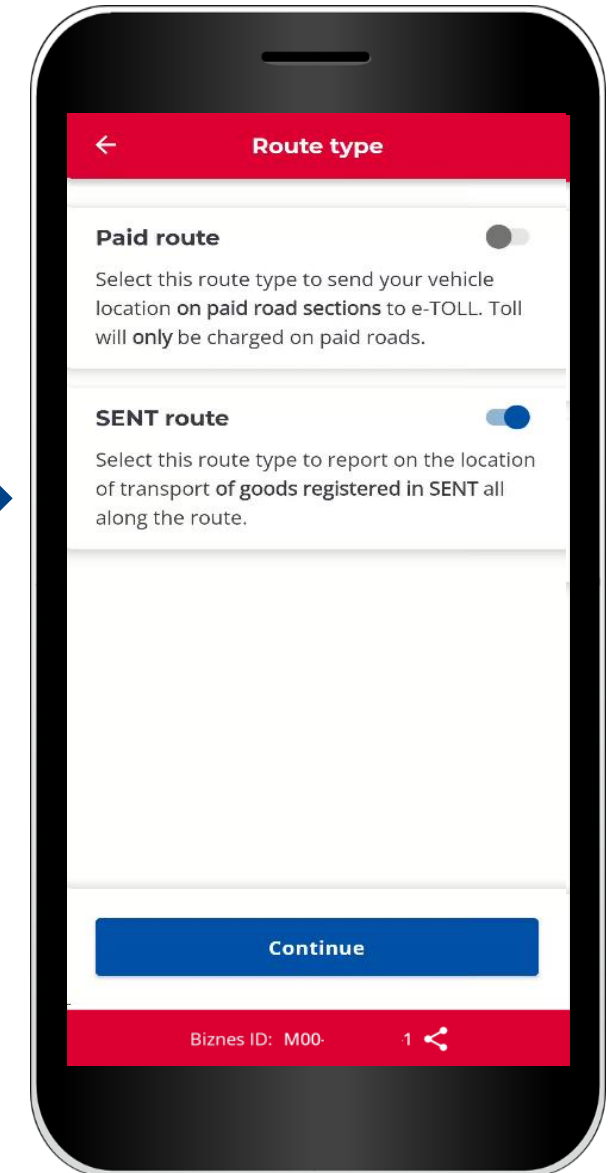 Route type
Paid route
Select this route type to send your vehicle
location on paid road sections to e-TOLL. Toll
will only be charged on paid roads.
SENT route
Select this route type to report on the location
of transport of goods registered in SENT all
along the route.
Continue
Biznes ID: M00- -1